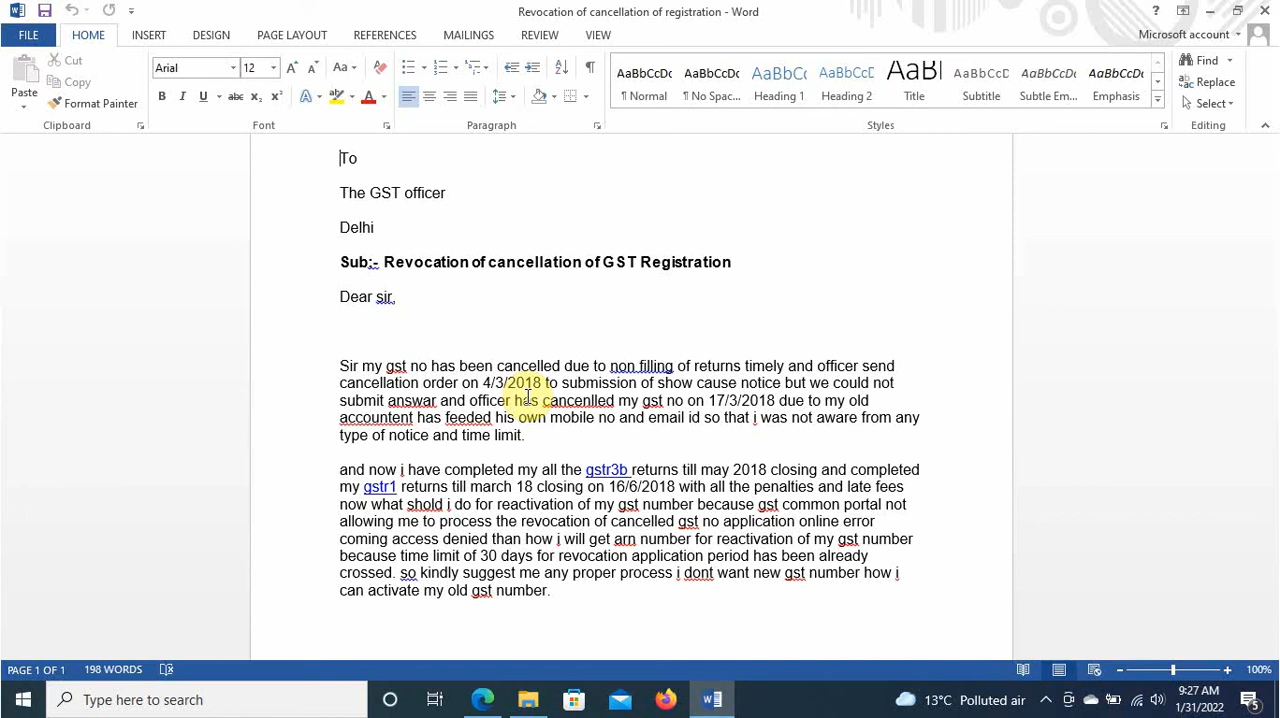 Revocation of cancellation of registration - Word
FILE HOME INSERT DESIGN PAGE LAYOUT REFERENCES MAILINGS REVIEW VIEW Microsoft account
Paste
Cut
Copy
Format Painter
Clipboard
Arial 12
Font
Paragraph
AaBbCcDc AaBbCcDc AaBbCc AaBbCcC AaBl AaBbCcD AaBbCcDc AaBbCcDc
¶ Normal ¶ No Spac... Heading 1 Heading 2 Title Subtitle Subtle Em... Emphasis
Styles
Find
Replace
Select
Editing
To
The GST officer
Delhi
Sub:- Revocation of cancellation of GST Registration
Dear sir,
Sir my gst no has been cancelled due to non filling of returns timely and officer send
cancellation order on 4/3/2018 to submission of show cause notice but we could not
submit answar and officer has cancenlled my gst no on 17/3/2018 due to my old
accountent has feeded his own mobile no and email id so that i was not aware from any
type of notice and time limit.
and now i have completed my all the gstr3b returns till may 2018 closing and completed
my gstr1 returns till march 18 closing on 16/6/2018 with all the penalties and late fees
now what shold i do for reactivation of my gst number because gst common portal not
allowing me to process the revocation of cancelled gst no application online error
coming access denied than how i will get arn number for reactivation of my gst number
because time limit of 30 days for revocation application period has been already
crossed. so kindly suggest me any proper process i dont want new gst number how i
can activate my old gst number.
PAGE 1 OF 1 198 WORDS 100%
Type here to search
13°C Polluted air
9:27 AM
1/31/2022
5